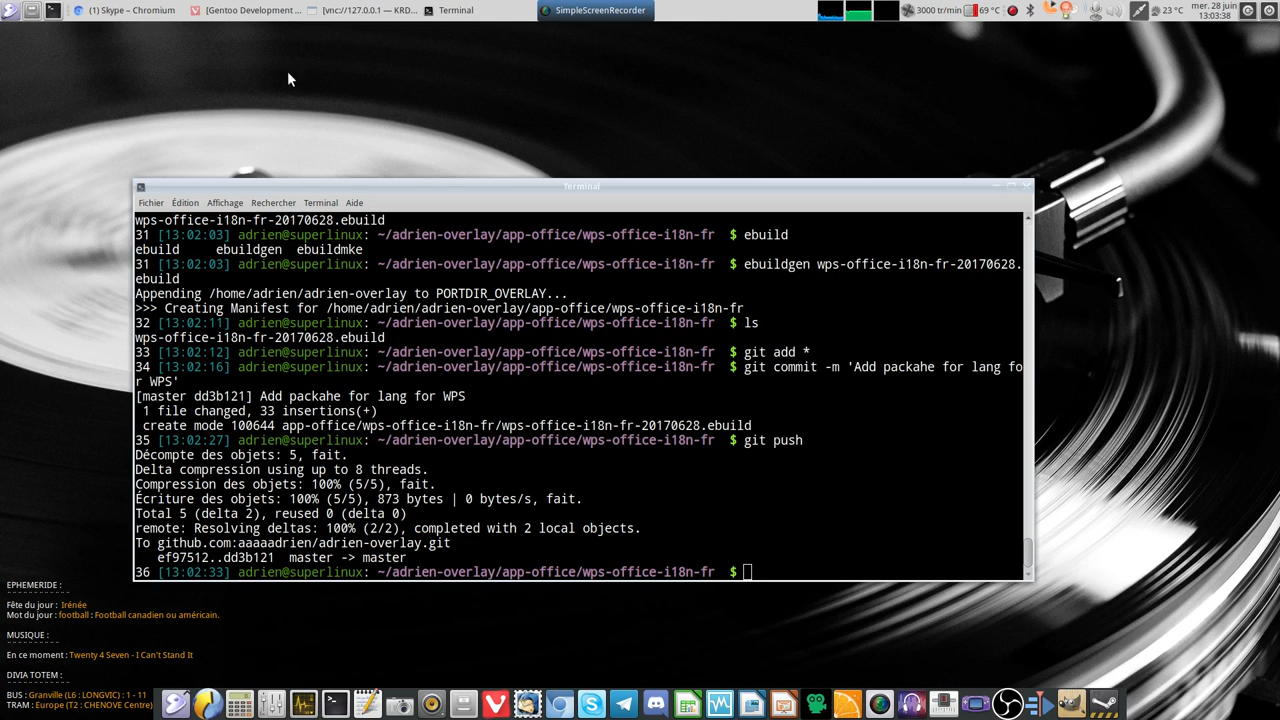 (1) Skype – Chromium
[Gentoo Development ...
[vnc://127.0.0.1 — KRD...
Terminal
SimpleScreenRecorder
3000 tr/min
69 °C
23 °C
mer. 28 juin
13:03:38
Terminal
Fichier Édition Affichage Rechercher Terminal Aide
wps-office-i18n-fr-20170628.ebuild
31 [13:02:03] adrien@superlinux: ~/adrien-overlay/app-office/wps-office-i18n-fr $ ebuild
ebuild ebuildgen ebuildmke
31 [13:02:03] adrien@superlinux: ~/adrien-overlay/app-office/wps-office-i18n-fr $ ebuildgen wps-office-i18n-fr-20170628.
ebuild
Appending /home/adrien/adrien-overlay to PORTDIR_OVERLAY...
>>> Creating Manifest for /home/adrien/adrien-overlay/app-office/wps-office-i18n-fr
32 [13:02:11] adrien@superlinux: ~/adrien-overlay/app-office/wps-office-i18n-fr $ ls
wps-office-i18n-fr-20170628.ebuild
33 [13:02:12] adrien@superlinux: ~/adrien-overlay/app-office/wps-office-i18n-fr $ git add *
34 [13:02:16] adrien@superlinux: ~/adrien-overlay/app-office/wps-office-i18n-fr $ git commit -m 'Add packahe for lang fo
r WPS'
[master dd3b121] Add packahe for lang for WPS
1 file changed, 33 insertions(+)
create mode 100644 app-office/wps-office-i18n-fr/wps-office-i18n-fr-20170628.ebuild
35 [13:02:27] adrien@superlinux: ~/adrien-overlay/app-office/wps-office-i18n-fr $ git push
Décompte des objets: 5, fait.
Delta compression using up to 8 threads.
Compression des objets: 100% (5/5), fait.
Écriture des objets: 100% (5/5), 873 bytes | 0 bytes/s, fait.
Total 5 (delta 2), reused 0 (delta 0)
remote: Resolving deltas: 100% (2/2), completed with 2 local objects.
To github.com:aaaaadrien/adrien-overlay.git
ef97512..dd3b121 master -> master
36 [13:02:33] adrien@superlinux: ~/adrien-overlay/app-office/wps-office-i18n-fr $
EPHEMERIDE :
Fête du jour : Irénée
Mot du jour : football : Football canadien ou américain.
MUSIQUE :
En ce moment : Twenty 4 Seven - I Can't Stand It
DIVIA TOTEM :
BUS : Granville (L6 : LONGVIC) : 1 - 11
TRAM : Europe (T2 : CHENOVE Centre)